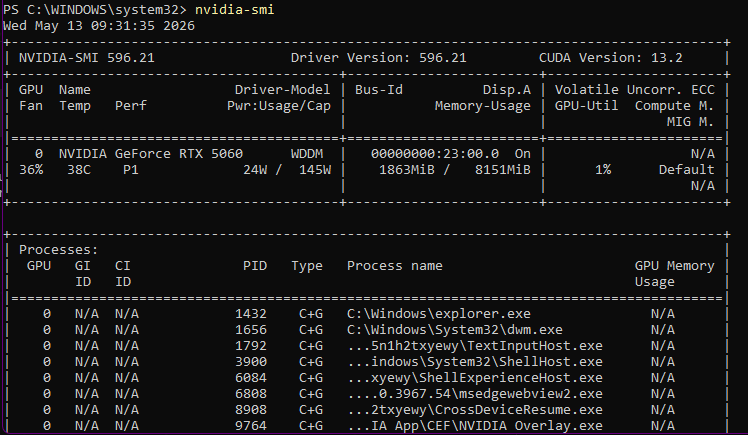 PS C:\WINDOWS\system32> nvidia-smi
Wed May 13 09:31:35 2026
+-----------------------------------------------------------------------------------------+
| NVIDIA-SMI 596.21                 Driver Version: 596.21         CUDA Version: 13.2     |
+-----------------------------------------+------------------------+----------------------+
| GPU  Name                  Driver-Model | Bus-Id          Disp.A | Volatile Uncorr. ECC |
| Fan  Temp   Perf          Pwr:Usage/Cap |           Memory-Usage | GPU-Util  Compute M. |
|                                         |                        |               MIG M. |
|=========================================+========================+======================|
|   0  NVIDIA GeForce RTX 5060      WDDM  |   00000000:23:00.0  On |                  N/A |
| 36%   38C    P1             24W /  145W |    1863MiB /   8151MiB |      1%      Default |
|                                         |                        |                  N/A |
+-----------------------------------------+------------------------+----------------------+
+-----------------------------------------------------------------------------------------+
| Processes:                                                                              |
|  GPU   GI   CI              PID   Type   Process name                        GPU Memory |
|        ID   ID                                                               Usage      |
|=========================================================================================|
|    0   N/A  N/A            1432    C+G   C:\Windows\explorer.exe               N/A      |
|    0   N/A  N/A            1656    C+G   C:\Windows\System32\dwm.exe           N/A      |
|    0   N/A  N/A            1792    C+G   ...5n1h2txyewy\TextInputHost.exe      N/A      |
|    0   N/A  N/A            3900    C+G   ...indows\System32\ShellHost.exe      N/A      |
|    0   N/A  N/A            6084    C+G   ...xyewy\ShellExperienceHost.exe      N/A      |
|    0   N/A  N/A            6808    C+G   ....0.3967.54\msedgewebview2.exe      N/A      |
|    0   N/A  N/A            8908    C+G   ...2txyewy\CrossDeviceResume.exe      N/A      |
|    0   N/A  N/A            9764    C+G   ...IA App\CEF\NVIDIA Overlay.exe      N/A      |